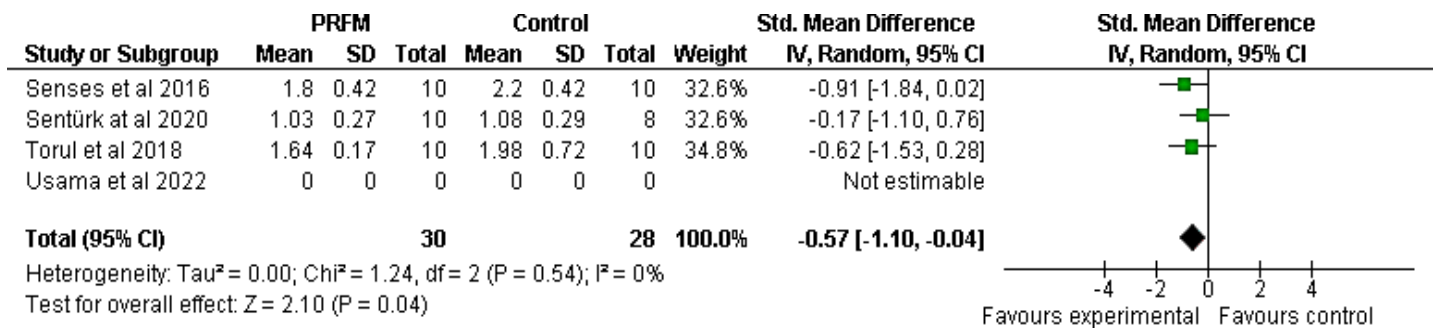 PRFM Control Std. Mean Difference Std. Mean Difference
Study or Subgroup Mean SD Total Mean SD Total Weight IV, Random, 95% CI IV, Random, 95% CI
Senses et al 2016 1.8 0.42 10 2.2 0.42 10 32.6% -0.91 [-1.84, 0.02]
Sentürk at al 2020 1.03 0.27 10 1.08 0.29 8 32.6% -0.17 [-1.10, 0.76]
Torul et al 2018 1.64 0.17 10 1.98 0.72 10 34.8% -0.62 [-1.53, 0.28]
Usama et al 2022 0 0 0 0 0 0 Not estimable
Total (95% CI) 30 28 100.0% -0.57 [-1.10, -0.04]
Heterogeneity: Tau² = 0.00; Chi² = 1.24, df = 2 (P = 0.54); I² = 0%
Test for overall effect: Z = 2.10 (P = 0.04)
-4 -2 0 2 4
Favours experimental Favours control